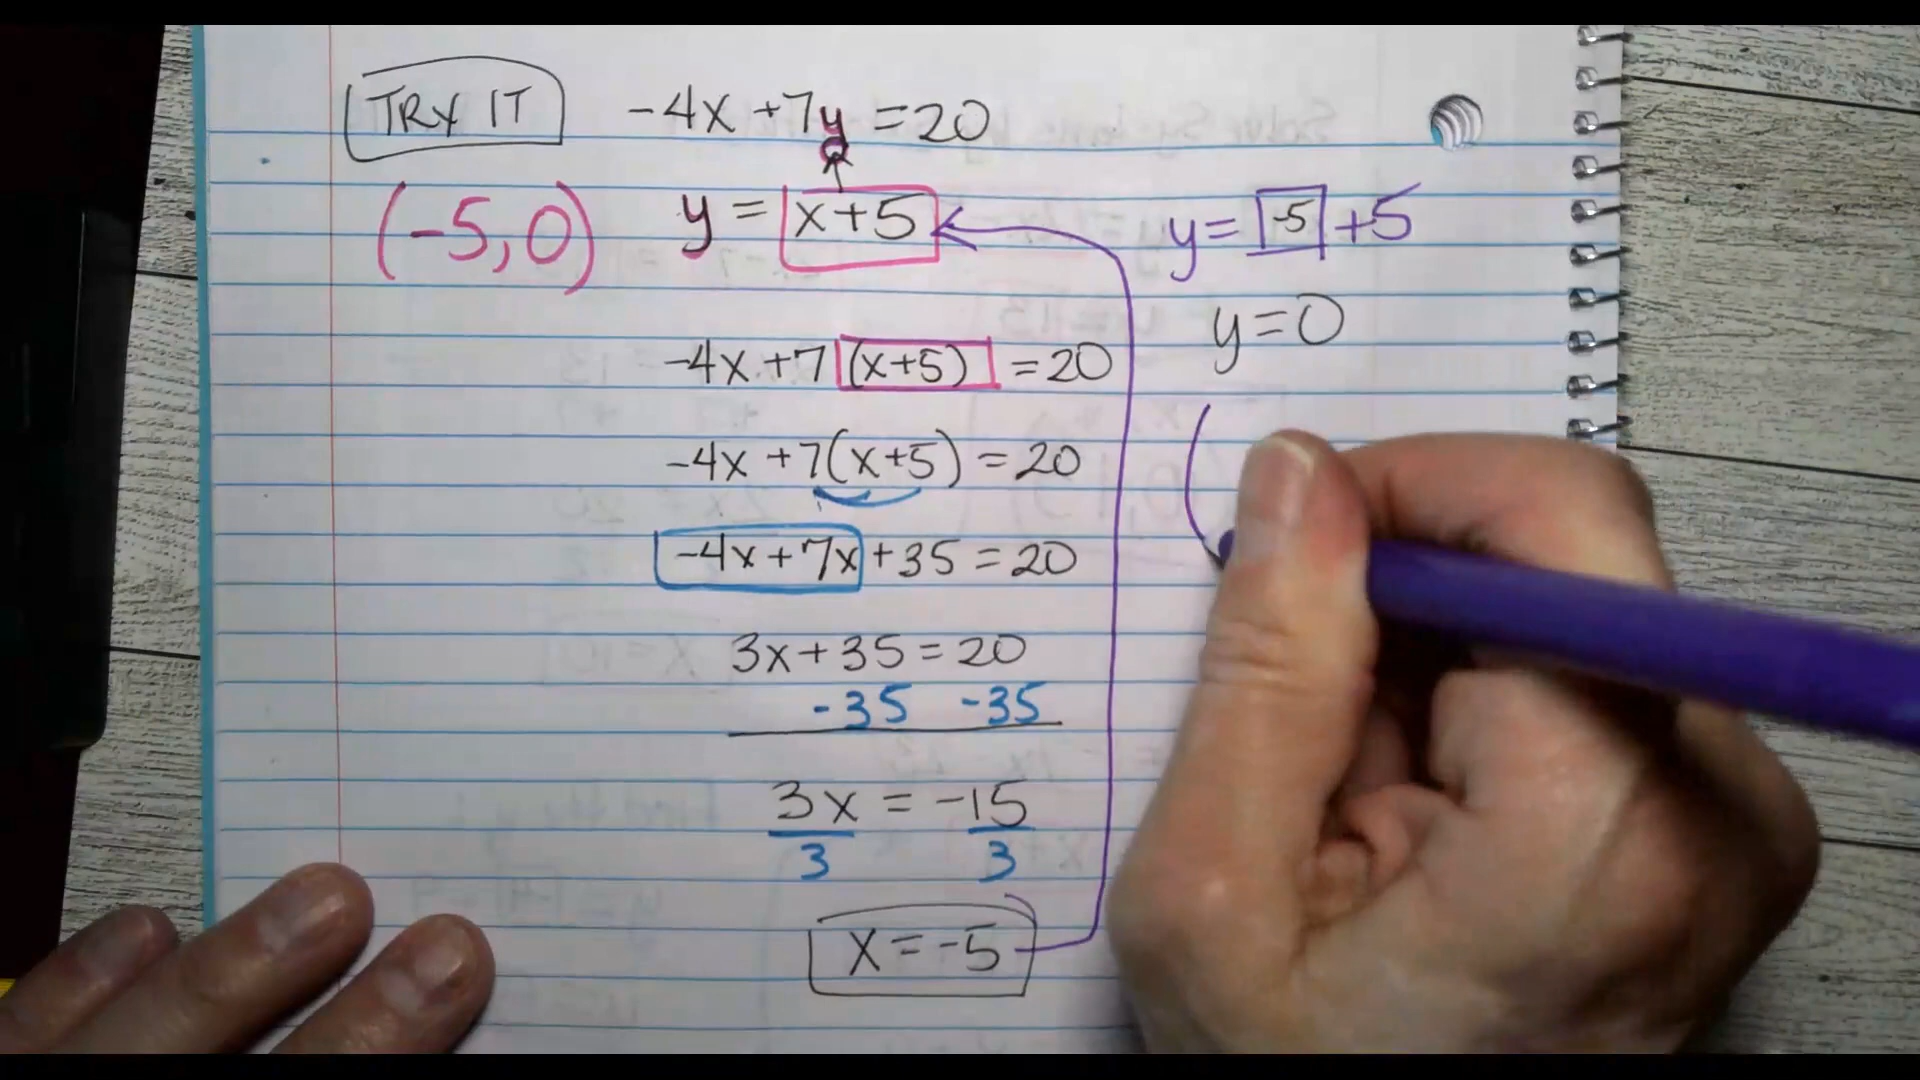 TRY IT
-4x+7y=20
(-5,0)
y=x+5
y=-5+5
y=0
-4x+7(x+5)=20
-4x+7(x+5)=20
-4x+7x+35=20
3x+35=20
-35 -35
3x=-15
3 3
x=-5